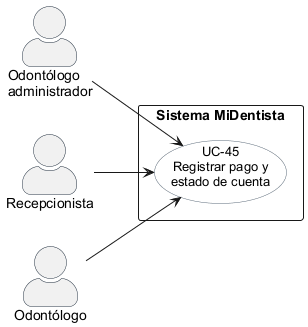 Odontólogo
administrador
Sistema MiDentista
UC-45
Registrar pago y
estado de cuenta
Recepcionista
Odontólogo